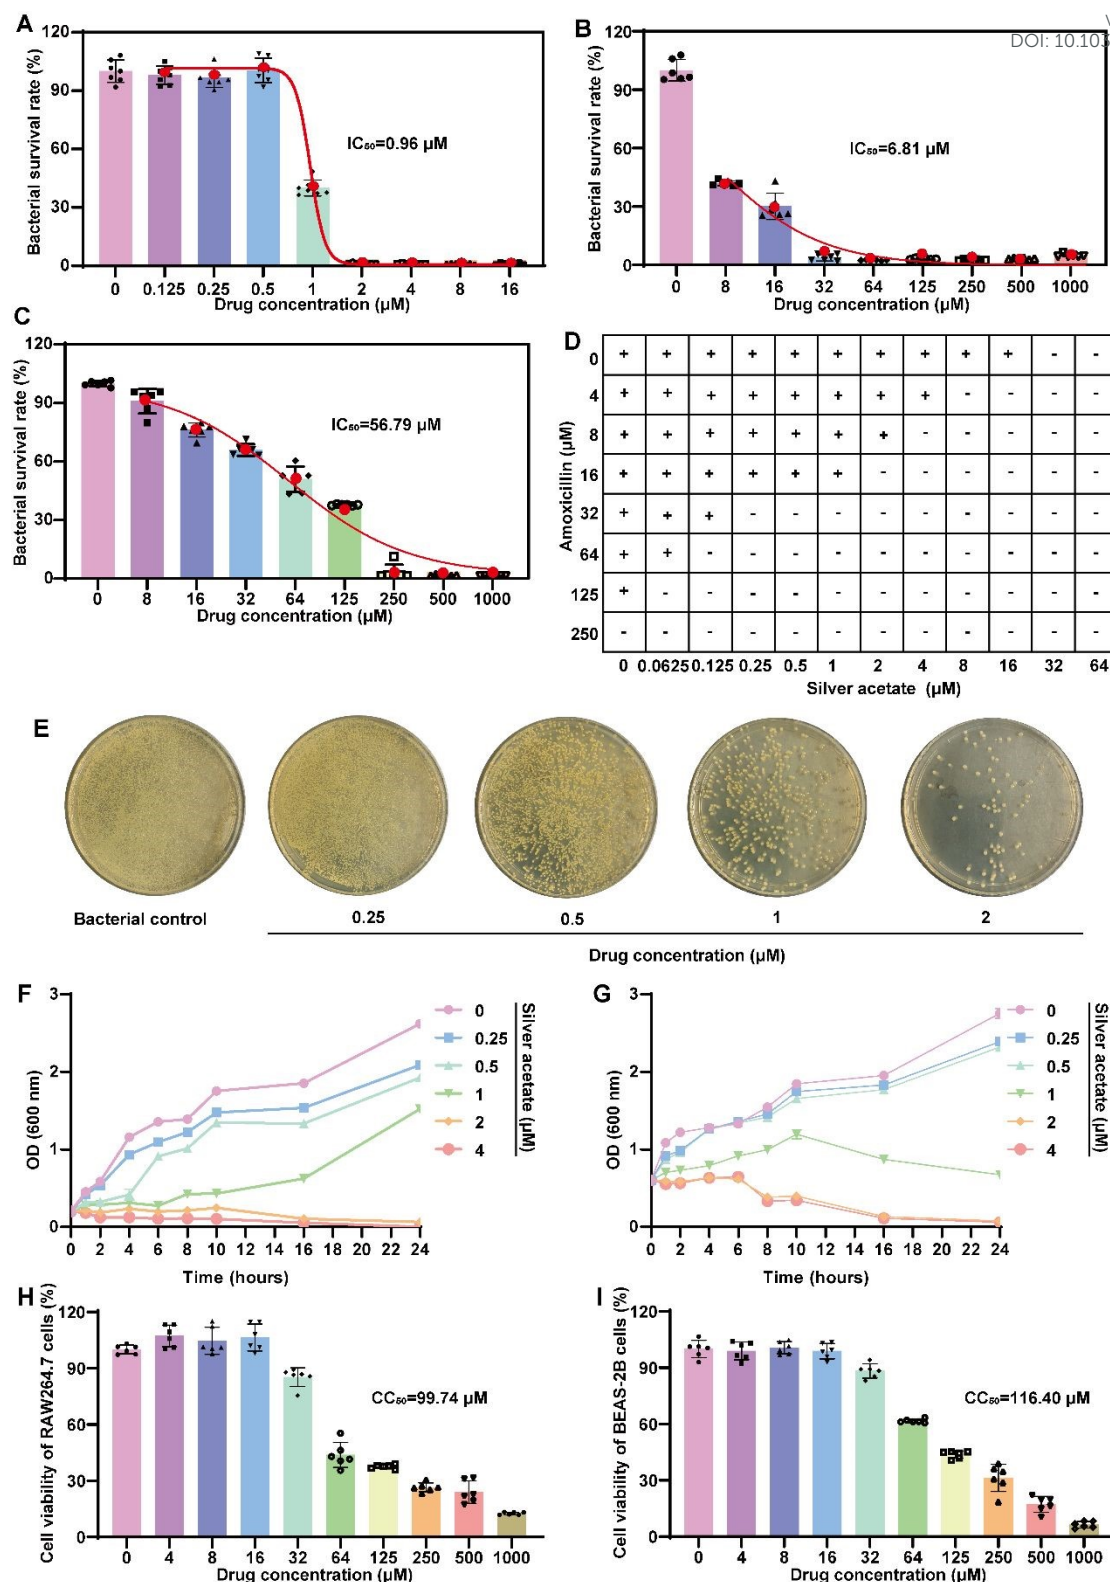 A
Bacterial survival rate (%)
120
90
60
30
0
IC₅₀=0.96 µM
0 0.125 0.25 0.5 1 2 4 8 16
Drug concentration (µM)
B
DOI: 10.103
Bacterial survival rate (%)
120
90
60
30
0
IC₅₀=6.81 µM
0 8 16 32 64 125 250 500 1000
Drug concentration (µM)
C
Bacterial survival rate (%)
120
90
60
30
0
IC₅₀=56.79 µM
0 8 16 32 64 125 250 500 1000
Drug concentration (µM)
D
Amoxicillin (µM)
0 + + + + + + + + + + - -
4 + + + + + + + + - - - -
8 + + + + + + + - - - - -
16 + + + + + + - - - - - -
32 + + + - - - - - - - - -
64 + + - - - - - - - - - -
125 + - - - - - - - - - - -
250 - - - - - - - - - - - -
0 0.0625 0.125 0.25 0.5 1 2 4 8 16 32 64
Silver acetate (µM)
E
Bacterial control 0.25 0.5 1 2
Drug concentration (µM)
F
OD (600 nm)
3
2
1
0
0 2 4 6 8 10 12 14 16 18 20 22 24
Time (hours)
0
0.25
0.5
1
2
4
Silver acetate (µM)
G
OD (600 nm)
3
2
1
0
0 2 4 6 8 10 12 14 16 18 20 22 24
Time (hours)
0
0.25
0.5
1
2
4
Silver acetate (µM)
H
Cell viability of RAW264.7 cells (%)
120
90
60
30
0
CC₅₀=99.74 µM
0 4 8 16 32 64 125 250 500 1000
Drug concentration (µM)
I
Cell viability of BEAS-2B cells (%)
120
90
60
30
0
CC₅₀=116.40 µM
0 4 8 16 32 64 125 250 500 1000
Drug concentration (µM)